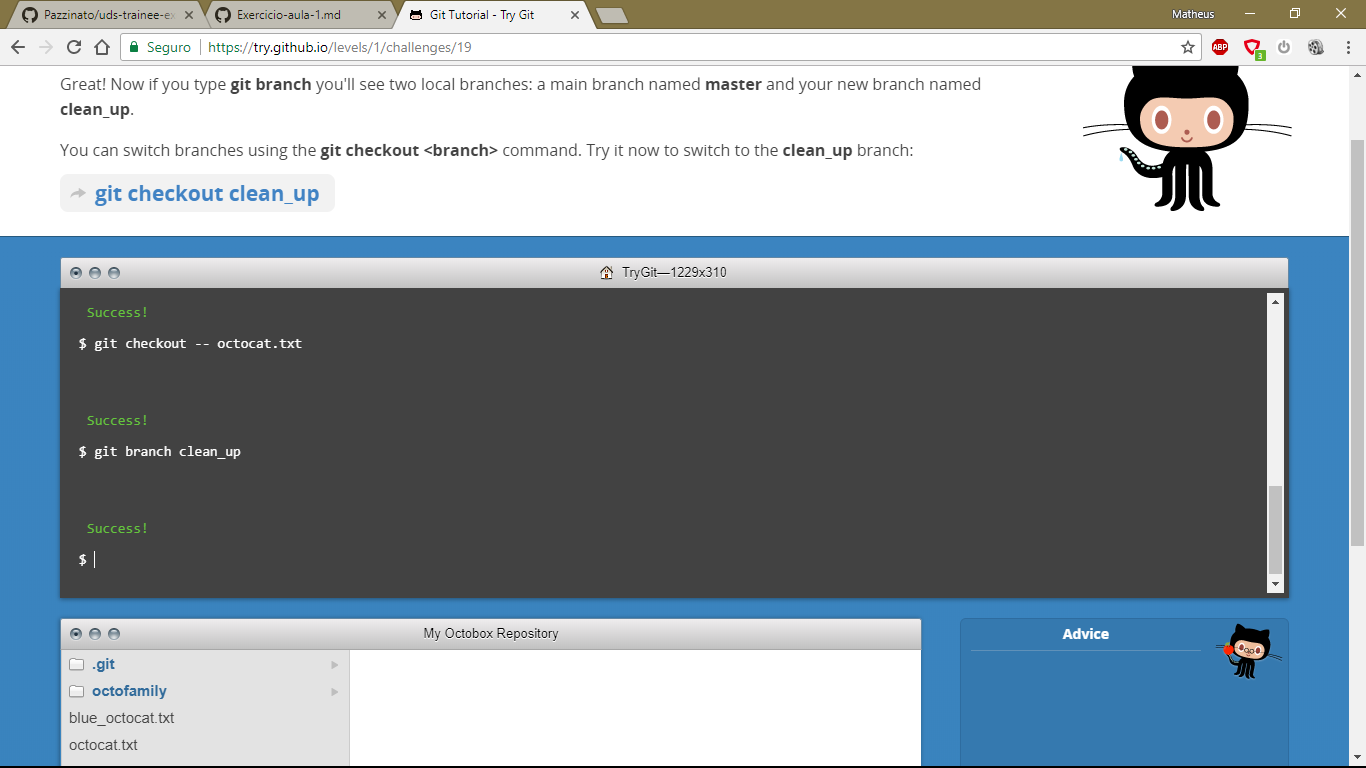 Pazzinato/uds-trainee-ex
Exercicio-aula-1.md
Git Tutorial - Try Git
Matheus
Seguro
https://try.github.io/levels/1/challenges/19
ABP
3
Great! Now if you type git branch you'll see two local branches: a main branch named master and your new branch named
clean_up.
You can switch branches using the git checkout <branch> command. Try it now to switch to the clean_up branch:
git checkout clean_up
TryGit—1229x310
Success!
$ git checkout -- octocat.txt
Success!
$ git branch clean_up
Success!
$
My Octobox Repository
Advice
.git
octofamily
blue_octocat.txt
octocat.txt